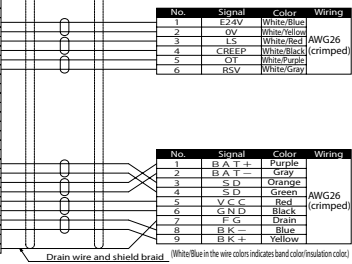 No. Signal Color Wiring
1 E24V White/Blue
2 0V White/Yellow
3 LS White/Red
4 CREEP White/Black
5 OT White/Purple
6 RSV White/Gray
AWG26
(crimped)
No. Signal Color Wiring
1 BAT+ Purple
2 BAT− Gray
3 SD Orange
4 SD Green
5 VCC Red
6 GND Black
7 FG Drain
8 BK− Blue
9 BK+ Yellow
AWG26
(crimped)
Drain wire and shield braid
(White/Blue in the wire colors indicates band color/insulation color.)